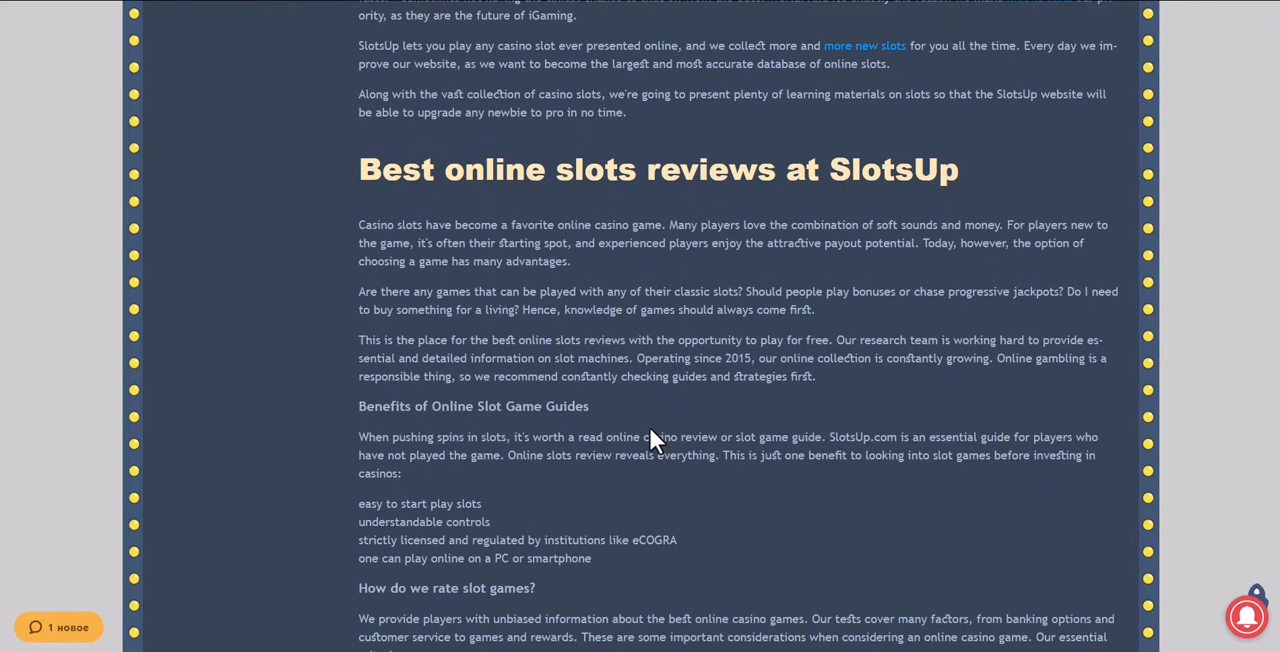 ority, as they are the future of iGaming.
SlotsUp lets you play any casino slot ever presented online, and we collect more and more new slots for you all the time. Every day we im-
prove our website, as we want to become the largest and most accurate database of online slots.
Along with the vast collection of casino slots, we're going to present plenty of learning materials on slots so that the SlotsUp website will
be able to upgrade any newbie to pro in no time.
Best online slots reviews at SlotsUp
Casino slots have become a favorite online casino game. Many players love the combination of soft sounds and money. For players new to
the game, it's often their starting spot, and experienced players enjoy the attractive payout potential. Today, however, the option of
choosing a game has many advantages.
Are there any games that can be played with any of their classic slots? Should people play bonuses or chase progressive jackpots? Do I need
to buy something for a living? Hence, knowledge of games should always come first.
This is the place for the best online slots reviews with the opportunity to play for free. Our research team is working hard to provide es-
sential and detailed information on slot machines. Operating since 2015, our online collection is constantly growing. Online gambling is a
responsible thing, so we recommend constantly checking guides and strategies first.
Benefits of Online Slot Game Guides
When pushing spins in slots, it's worth a read online casino review or slot game guide. SlotsUp.com is an essential guide for players who
have not played the game. Online slots review reveals everything. This is just one benefit to looking into slot games before investing in
casinos:
easy to start play slots
understandable controls
strictly licensed and regulated by institutions like eCOGRA
one can play online on a PC or smartphone
How do we rate slot games?
We provide players with unbiased information about the best online casino games. Our tests cover many factors, from banking options and
customer service to games and rewards. These are some important considerations when considering an online casino game. Our essential
1 новое